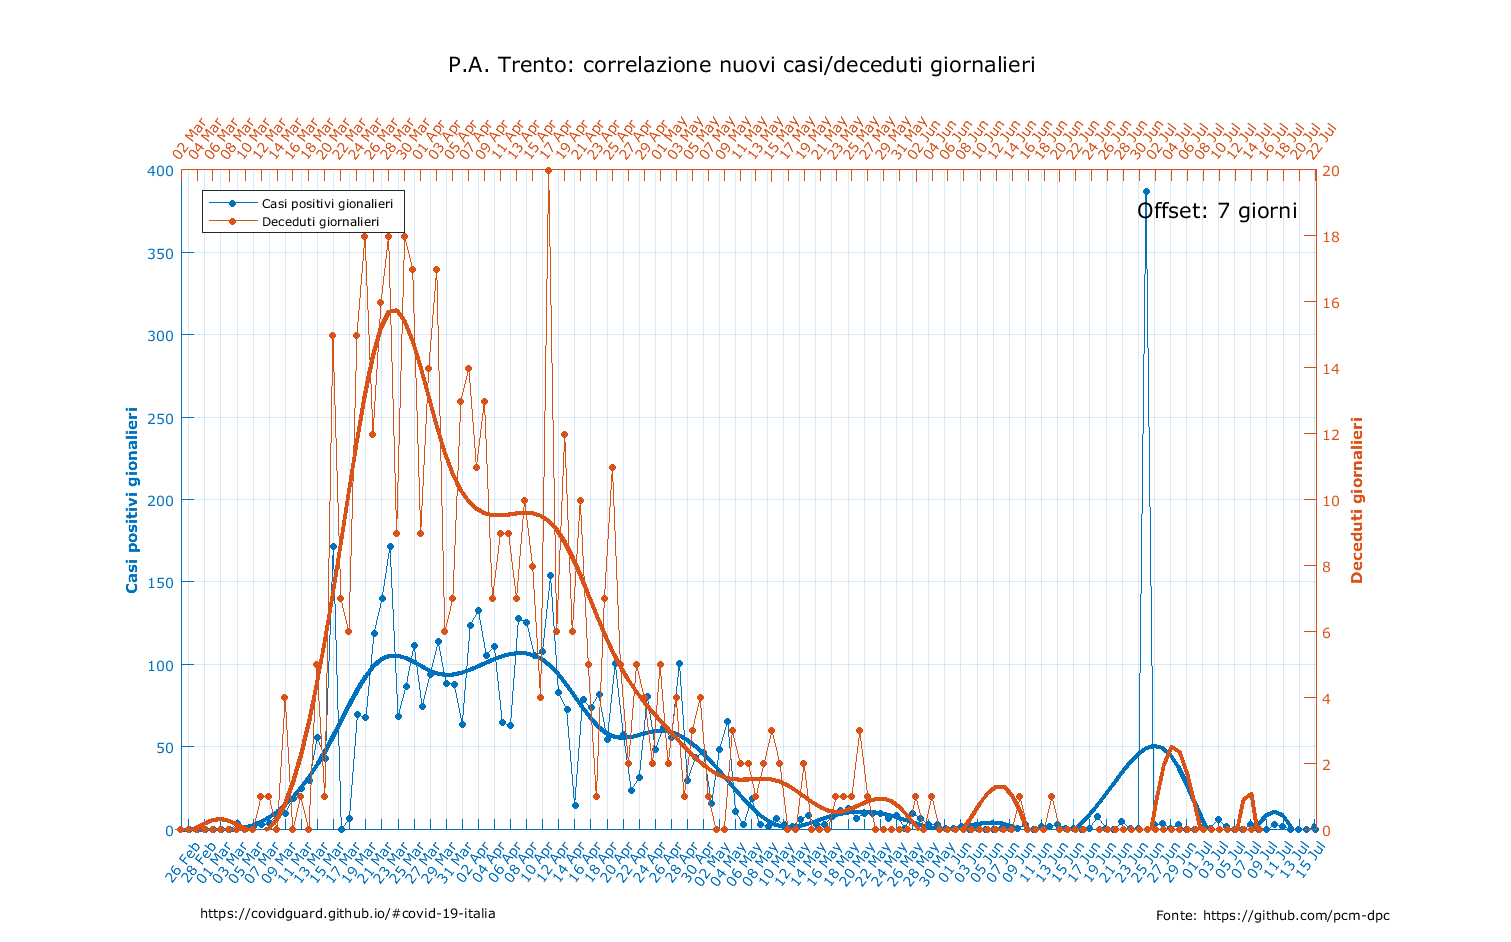 P.A. Trento: correlazione nuovi casi/deceduti giornalieri
02 Mar
04 Mar
06 Mar
08 Mar
10 Mar
12 Mar
14 Mar
16 Mar
18 Mar
20 Mar
22 Mar
24 Mar
26 Mar
28 Mar
30 Mar
01 Apr
03 Apr
05 Apr
07 Apr
09 Apr
11 Apr
13 Apr
15 Apr
17 Apr
19 Apr
21 Apr
23 Apr
25 Apr
27 Apr
29 Apr
01 May
03 May
05 May
07 May
09 May
11 May
13 May
15 May
17 May
19 May
21 May
23 May
25 May
27 May
29 May
31 May
02 Jun
04 Jun
06 Jun
08 Jun
10 Jun
12 Jun
14 Jun
16 Jun
18 Jun
20 Jun
22 Jun
24 Jun
26 Jun
28 Jun
30 Jun
02 Jul
04 Jul
06 Jul
08 Jul
10 Jul
12 Jul
14 Jul
16 Jul
18 Jul
20 Jul
22 Jul
Casi positivi gionalieri
Deceduti giornalieri
Offset: 7 giorni
400
350
300
250
200
150
100
50
0
Casi positivi gionalieri
20
18
16
14
12
10
8
6
4
2
0
Deceduti giornalieri
26 Feb
28 Feb
01 Mar
03 Mar
05 Mar
07 Mar
09 Mar
11 Mar
13 Mar
15 Mar
17 Mar
19 Mar
21 Mar
23 Mar
25 Mar
27 Mar
29 Mar
31 Mar
02 Apr
04 Apr
06 Apr
08 Apr
10 Apr
12 Apr
14 Apr
16 Apr
18 Apr
20 Apr
22 Apr
24 Apr
26 Apr
28 Apr
30 Apr
02 May
04 May
06 May
08 May
10 May
12 May
14 May
16 May
18 May
20 May
22 May
24 May
26 May
28 May
30 May
01 Jun
03 Jun
05 Jun
07 Jun
09 Jun
11 Jun
13 Jun
15 Jun
17 Jun
19 Jun
21 Jun
23 Jun
25 Jun
27 Jun
29 Jun
01 Jul
03 Jul
05 Jul
07 Jul
09 Jul
11 Jul
13 Jul
15 Jul
https://covidguard.github.io/#covid-19-italia
Fonte: https://github.com/pcm-dpc